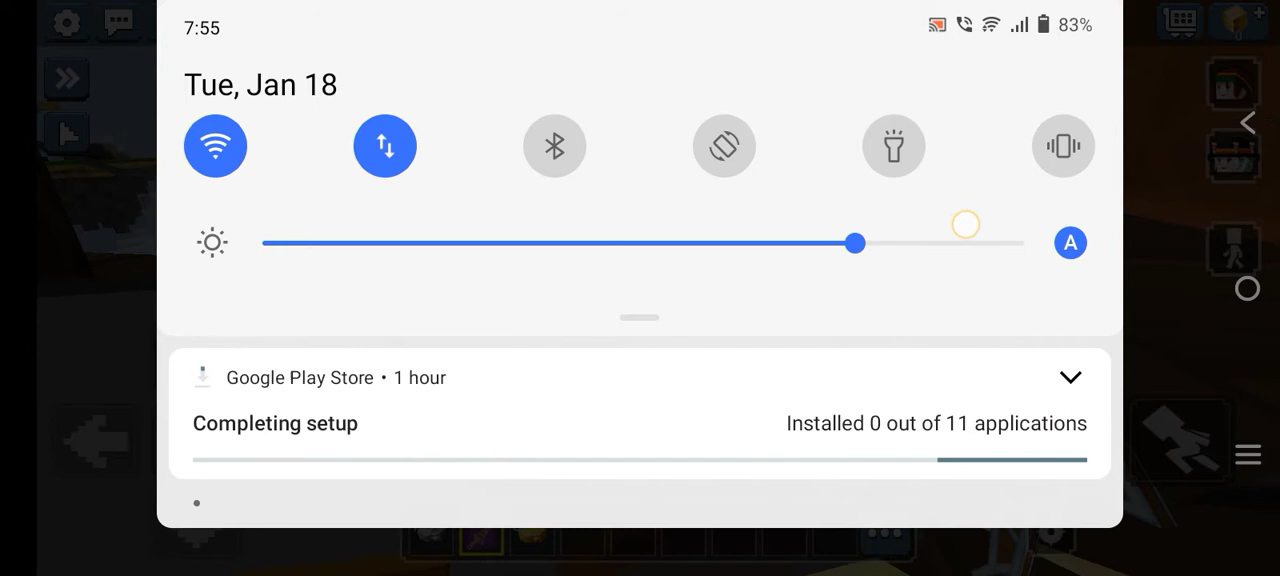 7:55
83%
Tue, Jan 18
A
Google Play Store • 1 hour
Completing setup
Installed 0 out of 11 applications